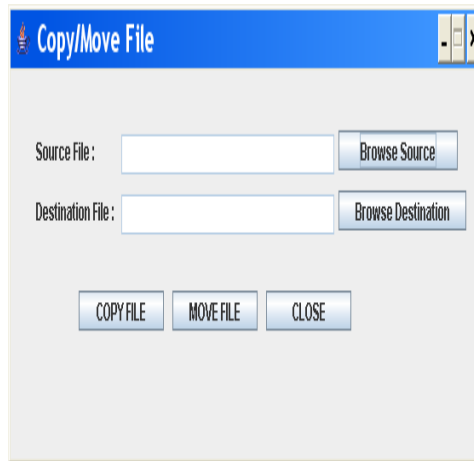 Copy/Move File
Source File :
Browse Source
Destination File :
Browse Destination
COPY FILE
MOVE FILE
CLOSE